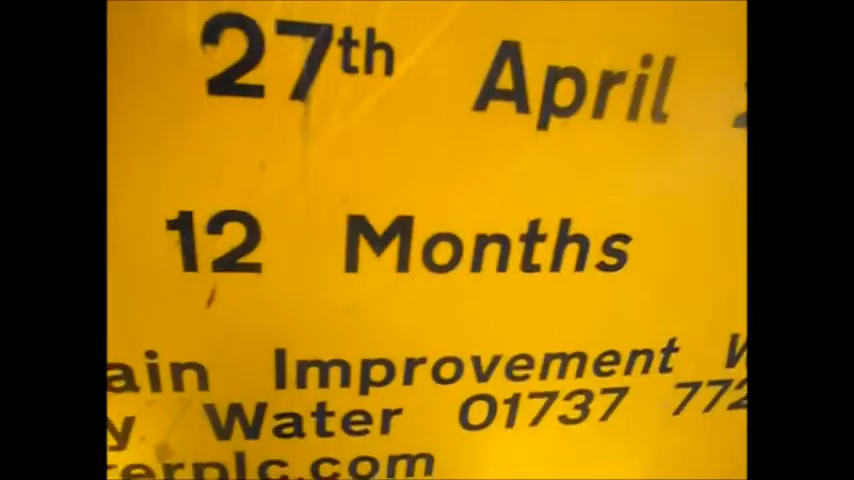 27th April
12 Months
ain Improvement
y Water 01737 772
erplc.com